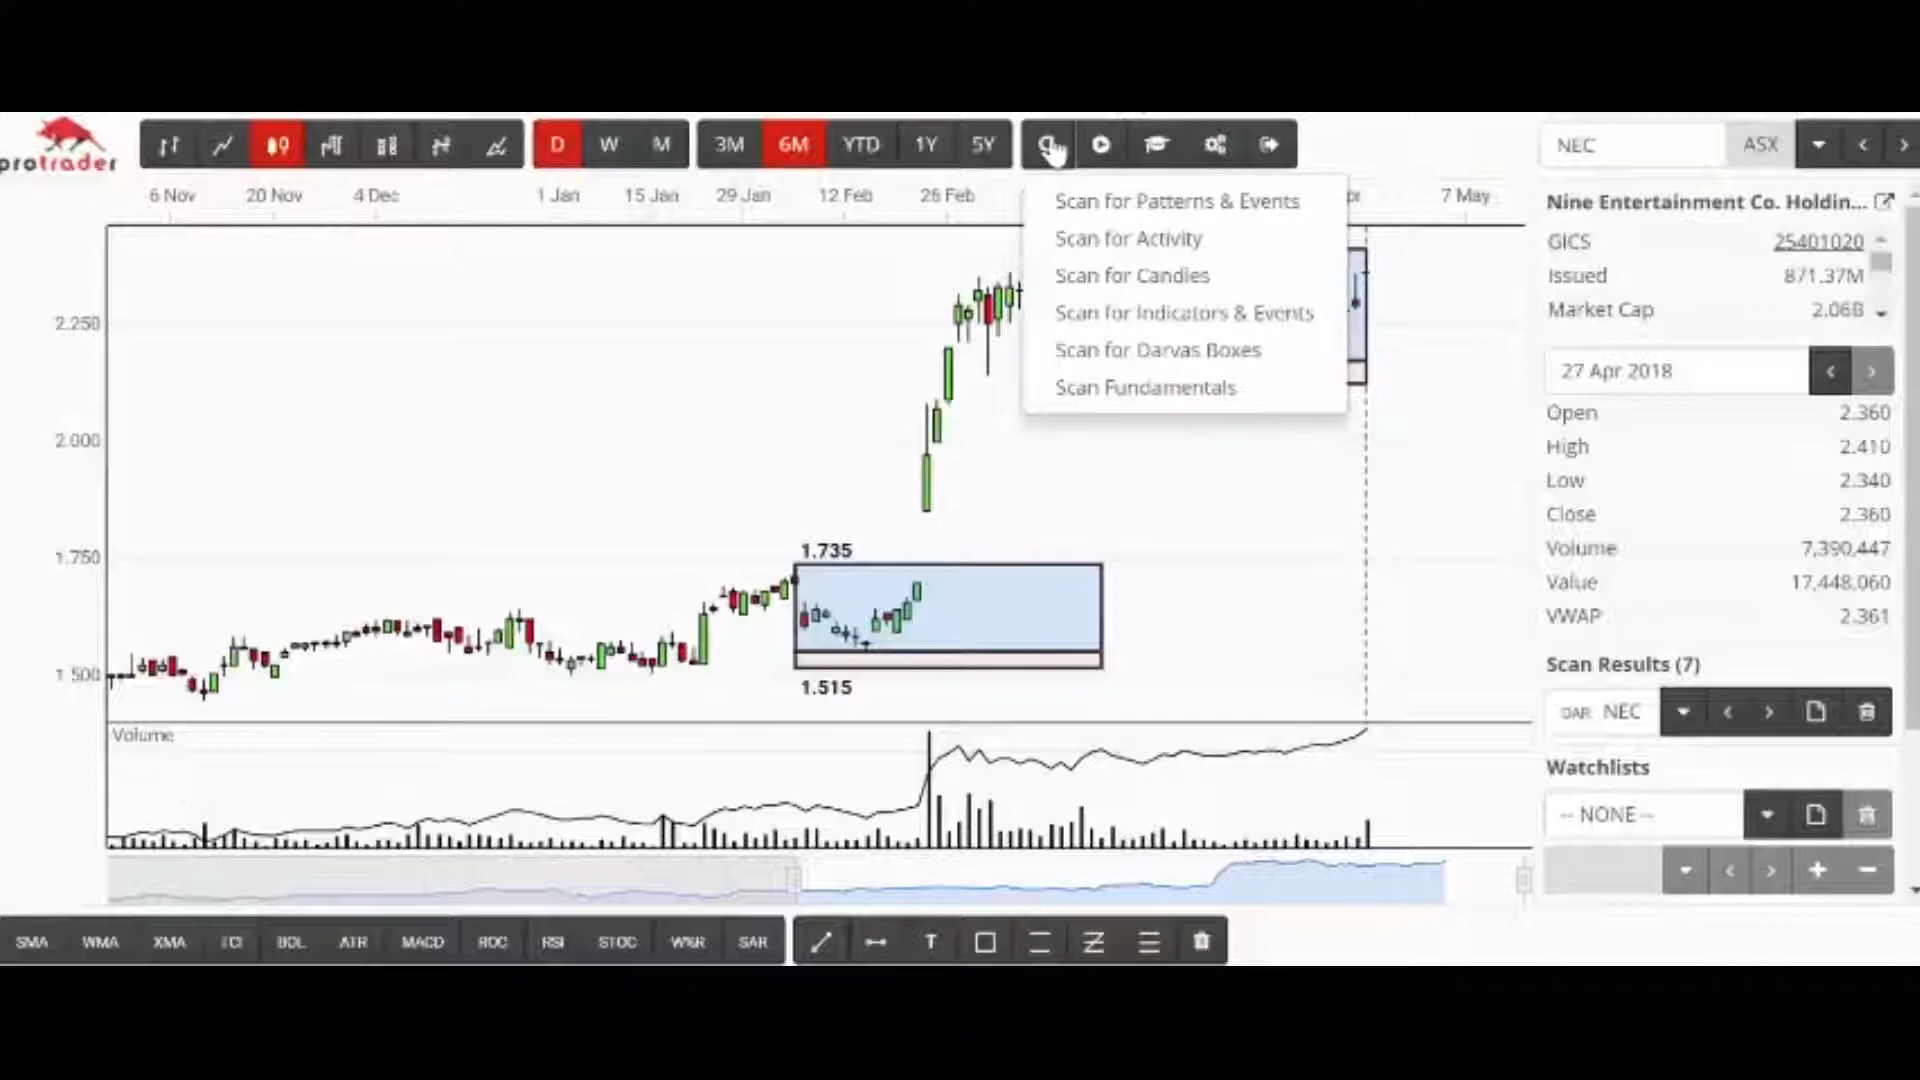 protrader
D W M
3M 6M YTD 1Y 5Y
NEC ASX
6 Nov 20 Nov 4 Dec 1 Jan 15 Jan 29 Jan 12 Feb 26 Feb 7 May
Scan for Patterns & Events
Scan for Activity
Scan for Candles
Scan for Indicators & Events
Scan for Darvas Boxes
Scan Fundamentals
2.250
2.000
1.750
1.500
1.735
1.515
Volume
Nine Entertainment Co. Holdin...
GICS 25401020
Issued 871.37M
Market Cap 2.06B
27 Apr 2018
Open 2.360
High 2.410
Low 2.340
Close 2.360
Volume 7,390,447
Value 17,448,060
VWAP 2.361
Scan Results (7)
DAR NEC
Watchlists
-- NONE --
SMA WMA XMA TCI BOL ATR MACD ROC RSI STOC W%R SAR T